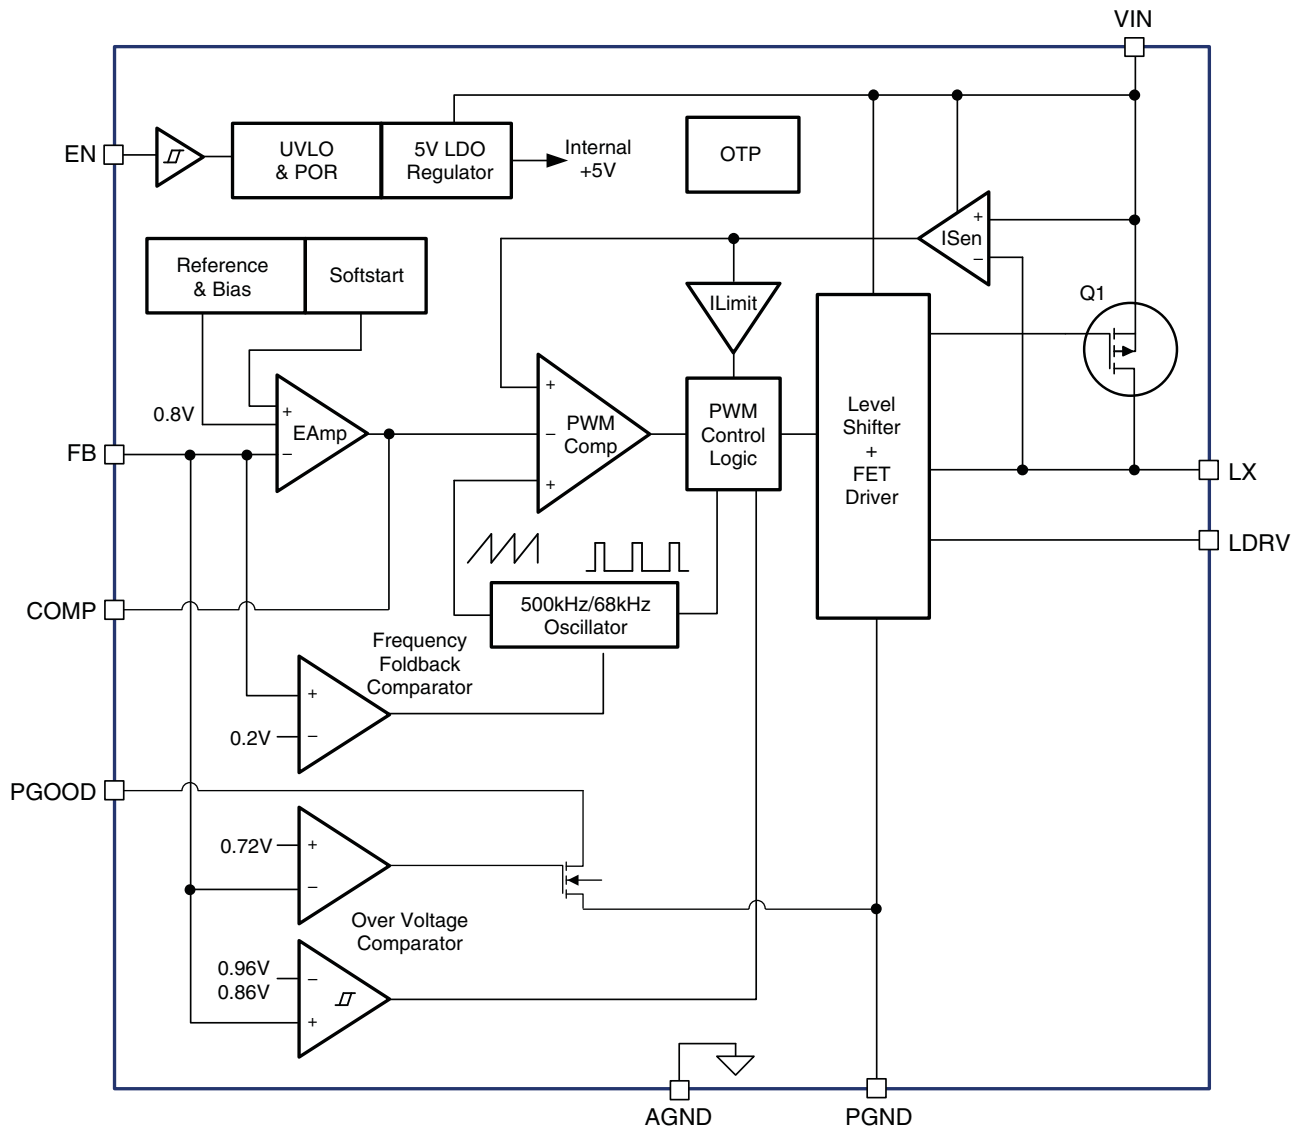 VIN
EN
UVLO
& POR
5V LDO
Regulator
Internal
+5V
OTP
+
ISen
−
Reference
& Bias
Softstart
ILimit
Q1
0.8V
+
EAmp
−
FB
+
−
PWM
Comp
+
PWM
Control
Logic
Level
Shifter
+
FET
Driver
LX
LDRV
500kHz/68kHz
Oscillator
COMP
Frequency
Foldback
Comparator
+
0.2V
−
PGOOD
0.72V
+
−
Over Voltage
Comparator
0.96V
0.86V
−
+
AGND
PGND